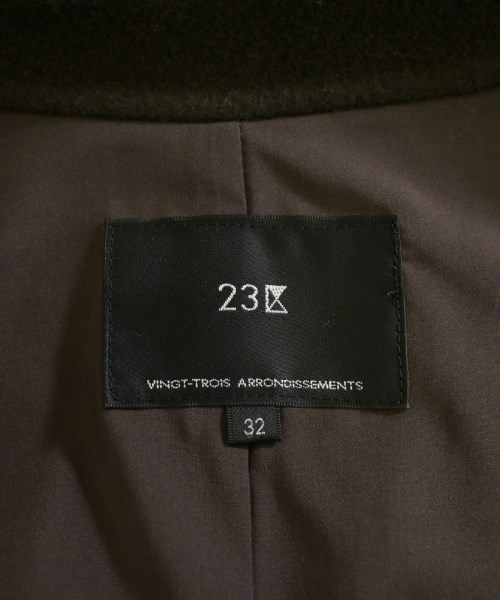 23区
VINGT-TROIS ARRONDISSEMENTS
32